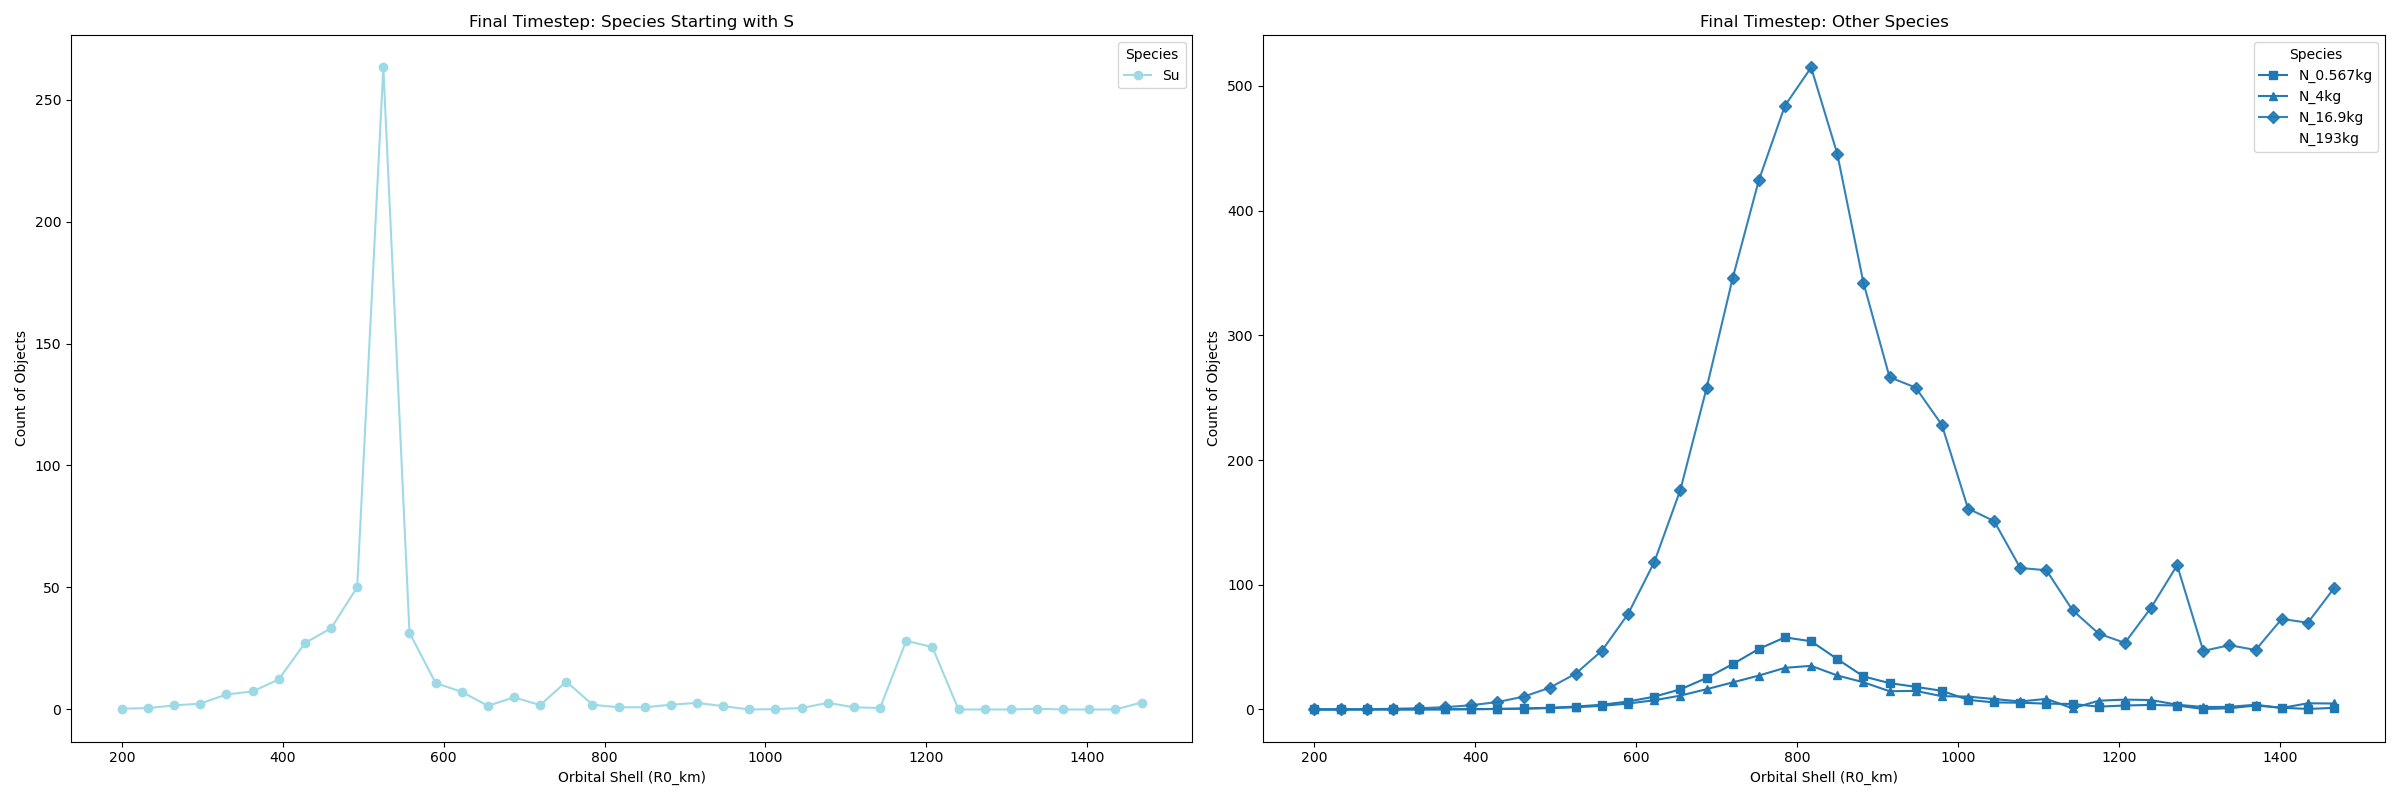 Final Timestep: Species Starting with S
Count of Objects
250
200
150
100
50
0
200 400 600 800 1000 1200 1400
Orbital Shell (R0_km)
Species
Su
Final Timestep: Other Species
Count of Objects
500
400
300
200
100
0
200 400 600 800 1000 1200 1400
Orbital Shell (R0_km)
Species
N_0.567kg
N_4kg
N_16.9kg
N_193kg